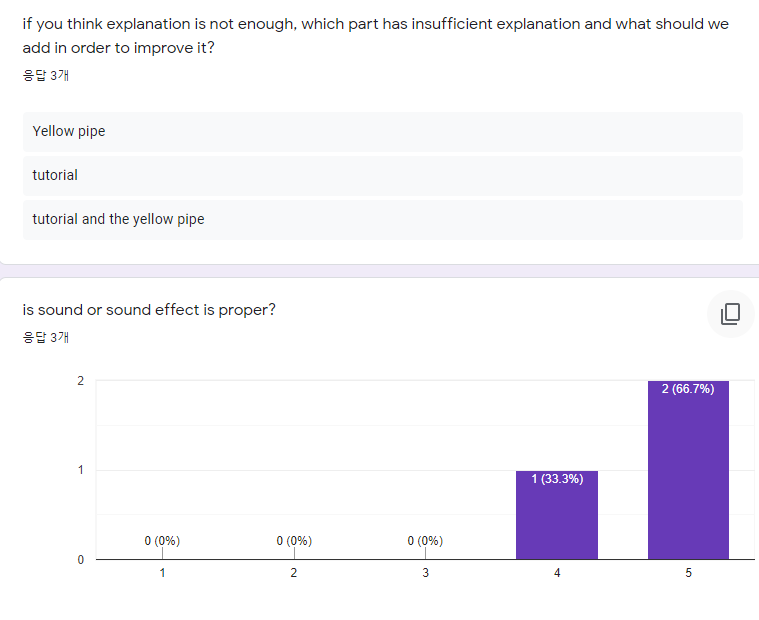 if you think explanation is not enough, which part has insufficient explanation and what should we
add in order to improve it?
응답 3개
Yellow pipe
tutorial
tutorial and the yellow pipe
is sound or sound effect is proper?
응답 3개
2
1
0
0 (0%)
0 (0%)
0 (0%)
1 (33.3%)
2 (66.7%)
1
2
3
4
5